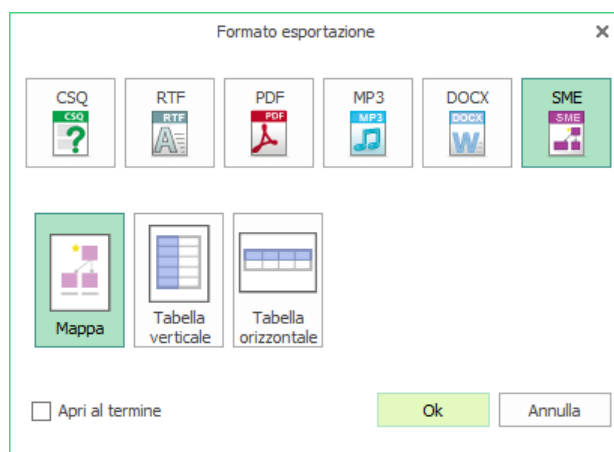 Formato esportazione
CSQ RTF PDF MP3 DOCX SME
CSQ RTF PDF MP3 DOCX SME
Mappa
Tabella
verticale
Tabella
orizzontale
Apri al termine
Ok
Annulla